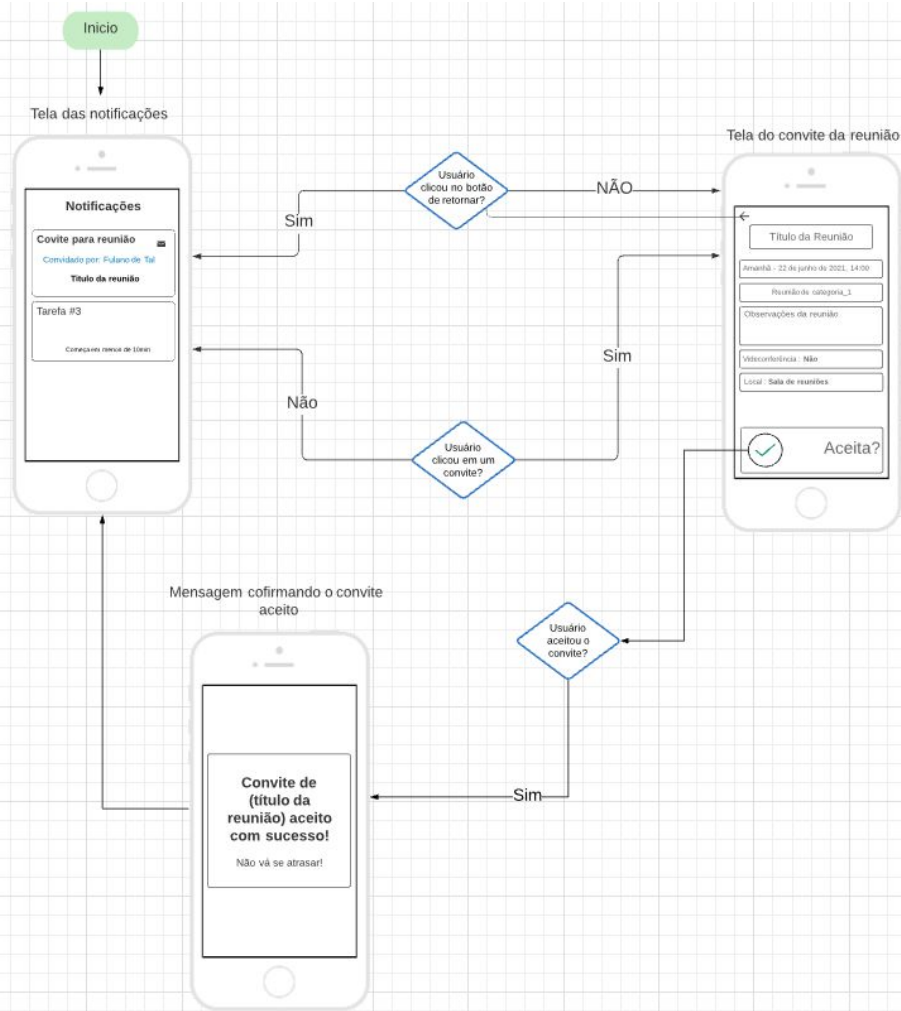 Inicio
Tela das notificações
Notificações
Covite para reunião
Convidado por: Fulano de Tal
Título da reunião
Tarefa #3
Começa em menos de 10min
Usuário
clicou no botão
de retornar?
Sim
NÃO
Tela do convite da reunião
Título da Reunião
Amanhã - 22 de junho de 2021, 14:00
Reunião de categoria_1
Observações da reunião
Videconferência : Não
Local : Sala de reuniões
Aceita?
Usuário
clicou em um
convite?
Não
Sim
Usuário
aceitou o
convite?
Sim
Mensagem cofirmando o convite
aceito
Convite de
(título da
reunião) aceito
com sucesso!
Não vá se atrasar!